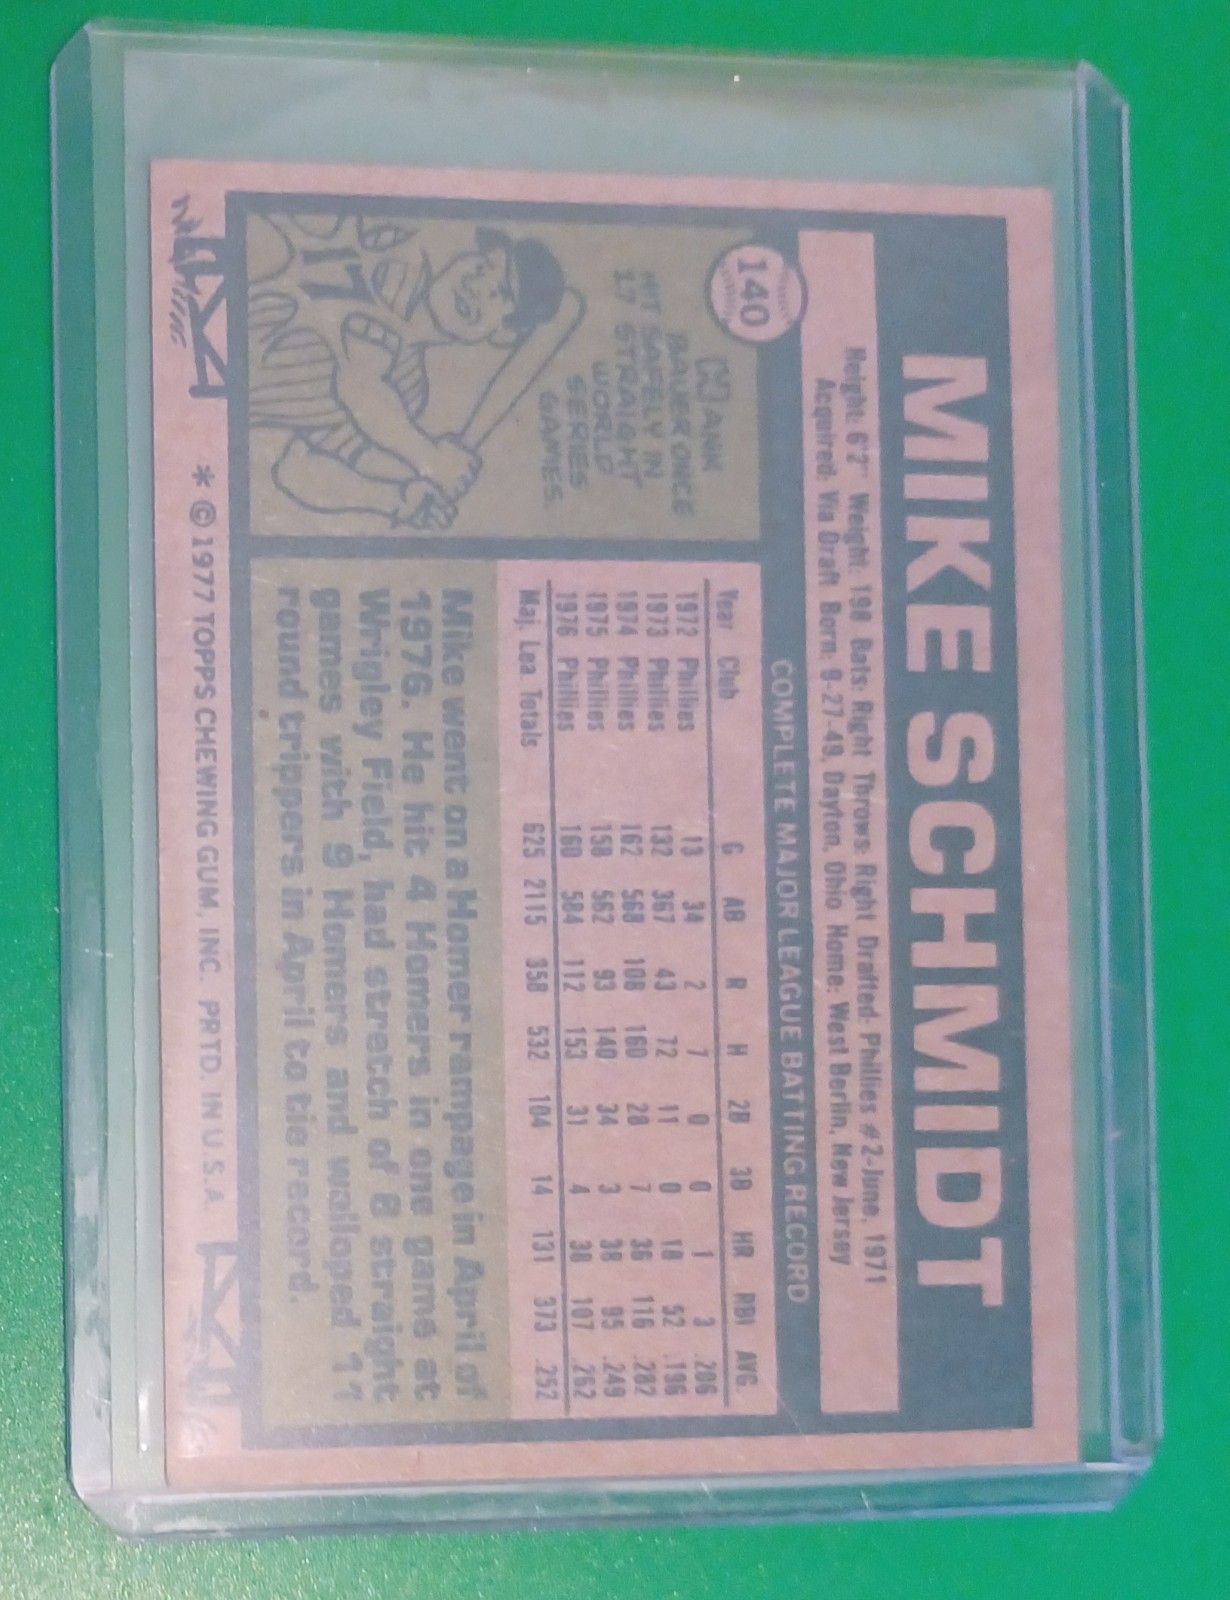 MIKE SCHMIDT
Height: 6'2" Weight: 198 Bats: Right Throws: Right Drafted: Phillies #2-June, 1971
Acquired: Via Draft Born: 9-27-49, Dayton, Ohio Home: West Berlin, New Jersey
140
COMPLETE MAJOR LEAGUE BATTING RECORD
Year Club G AB R H 2B 3B HR RBI AVG.
1972 Phillies 13 34 2 7 0 0 1 3 .206
1973 Phillies 132 367 43 72 11 0 18 52 .196
1974 Phillies 162 568 108 160 28 7 36 116 .282
1975 Phillies 158 562 93 140 34 3 38 95 .249
1976 Phillies 160 584 112 153 31 4 38 107 .262
Maj. Lea. Totals 625 2115 358 532 104 14 131 373 .252
HANK
BAUER ONCE
HIT SAFELY IN
17 STRAIGHT
WORLD
SERIES
GAMES.
17
Mike went on a Homer rampage in April of
1976. He hit 4 Homers in one game at
Wrigley Field, had stretch of 8 straight
games with 9 Homers and walloped 11
round trippers in April to tie record.
* © 1977 TOPPS CHEWING GUM, INC. PRTD. IN U.S.A.